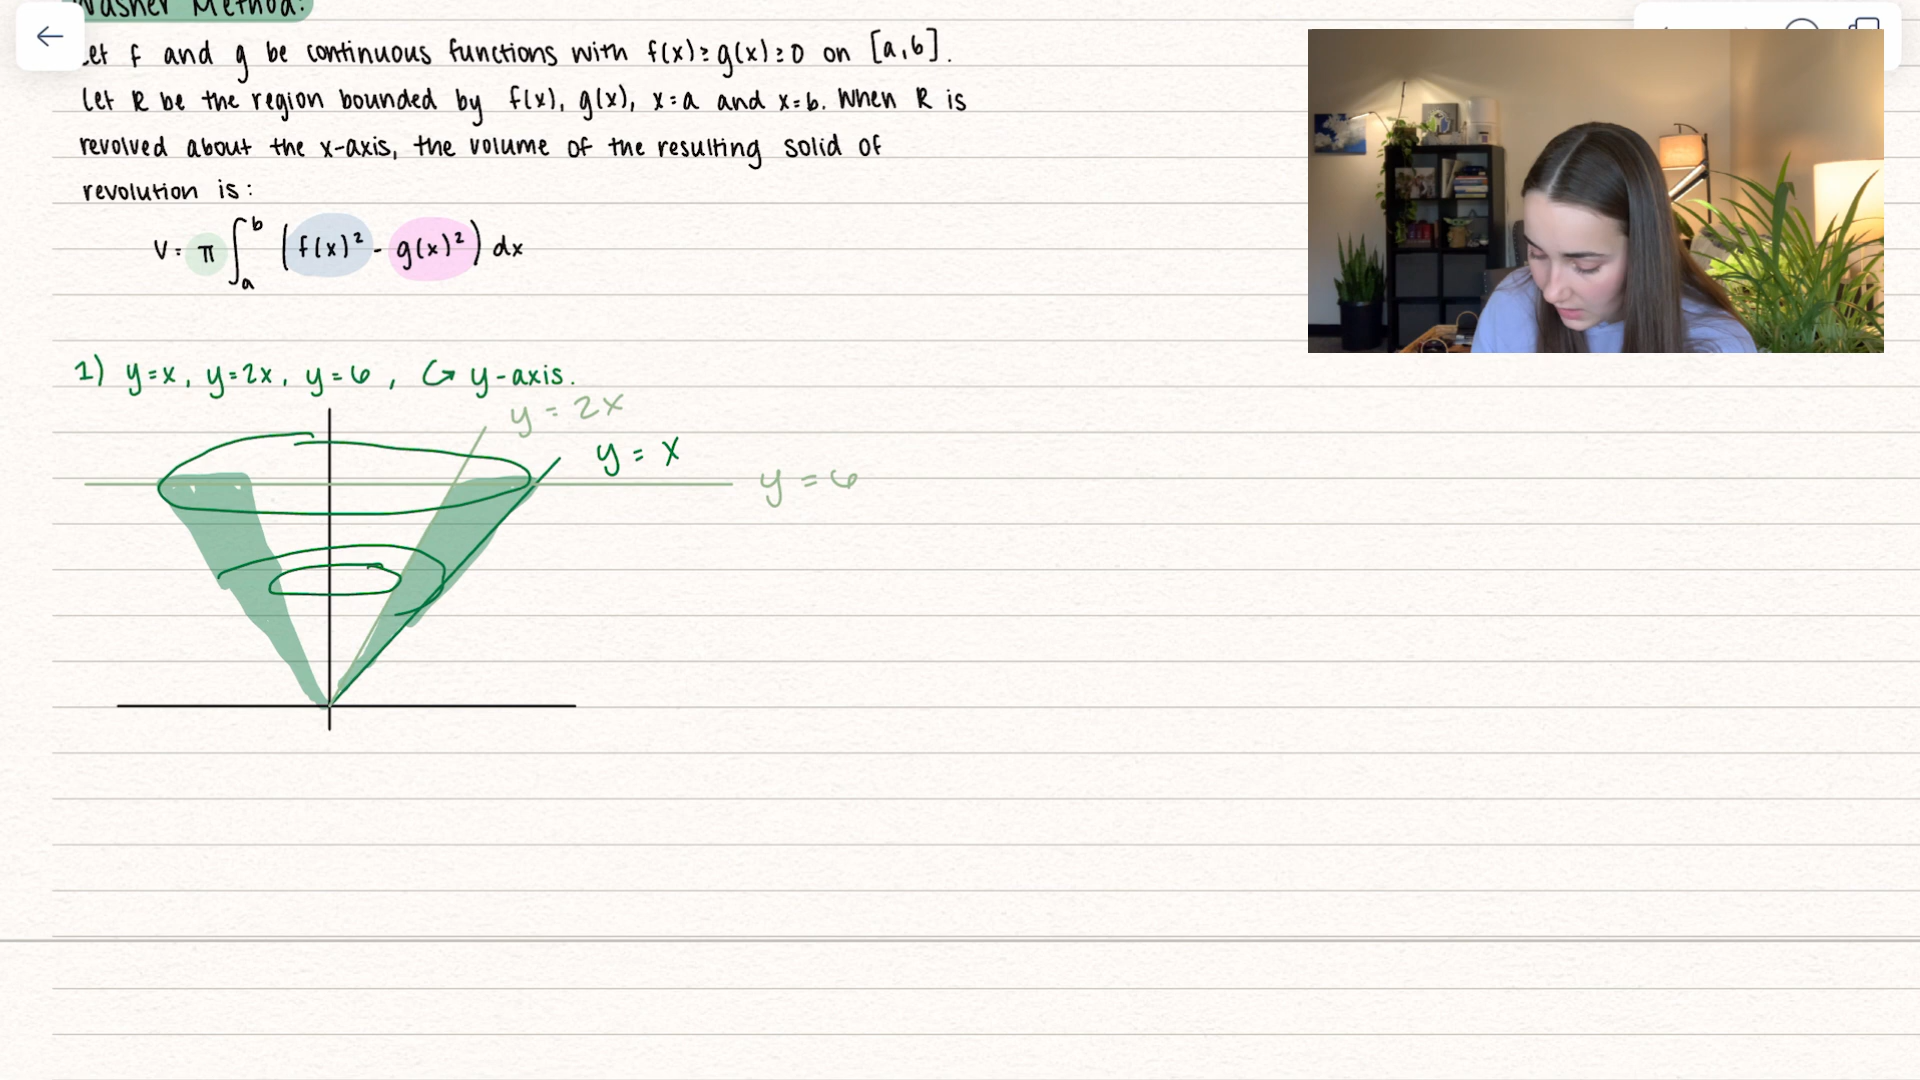 Washer Method:
Let f and g be continuous functions with f(x) ≥ g(x) ≥ 0 on [a,b].
Let R be the region bounded by f(x), g(x), x=a and x=b. When R is
revolved about the x-axis, the volume of the resulting solid of
revolution is:
V = π ∫_a^b (f(x)² - g(x)²) dx
1) y=x, y=2x, y=6, ↻ y-axis.
y = 2x
y = x
y = 6